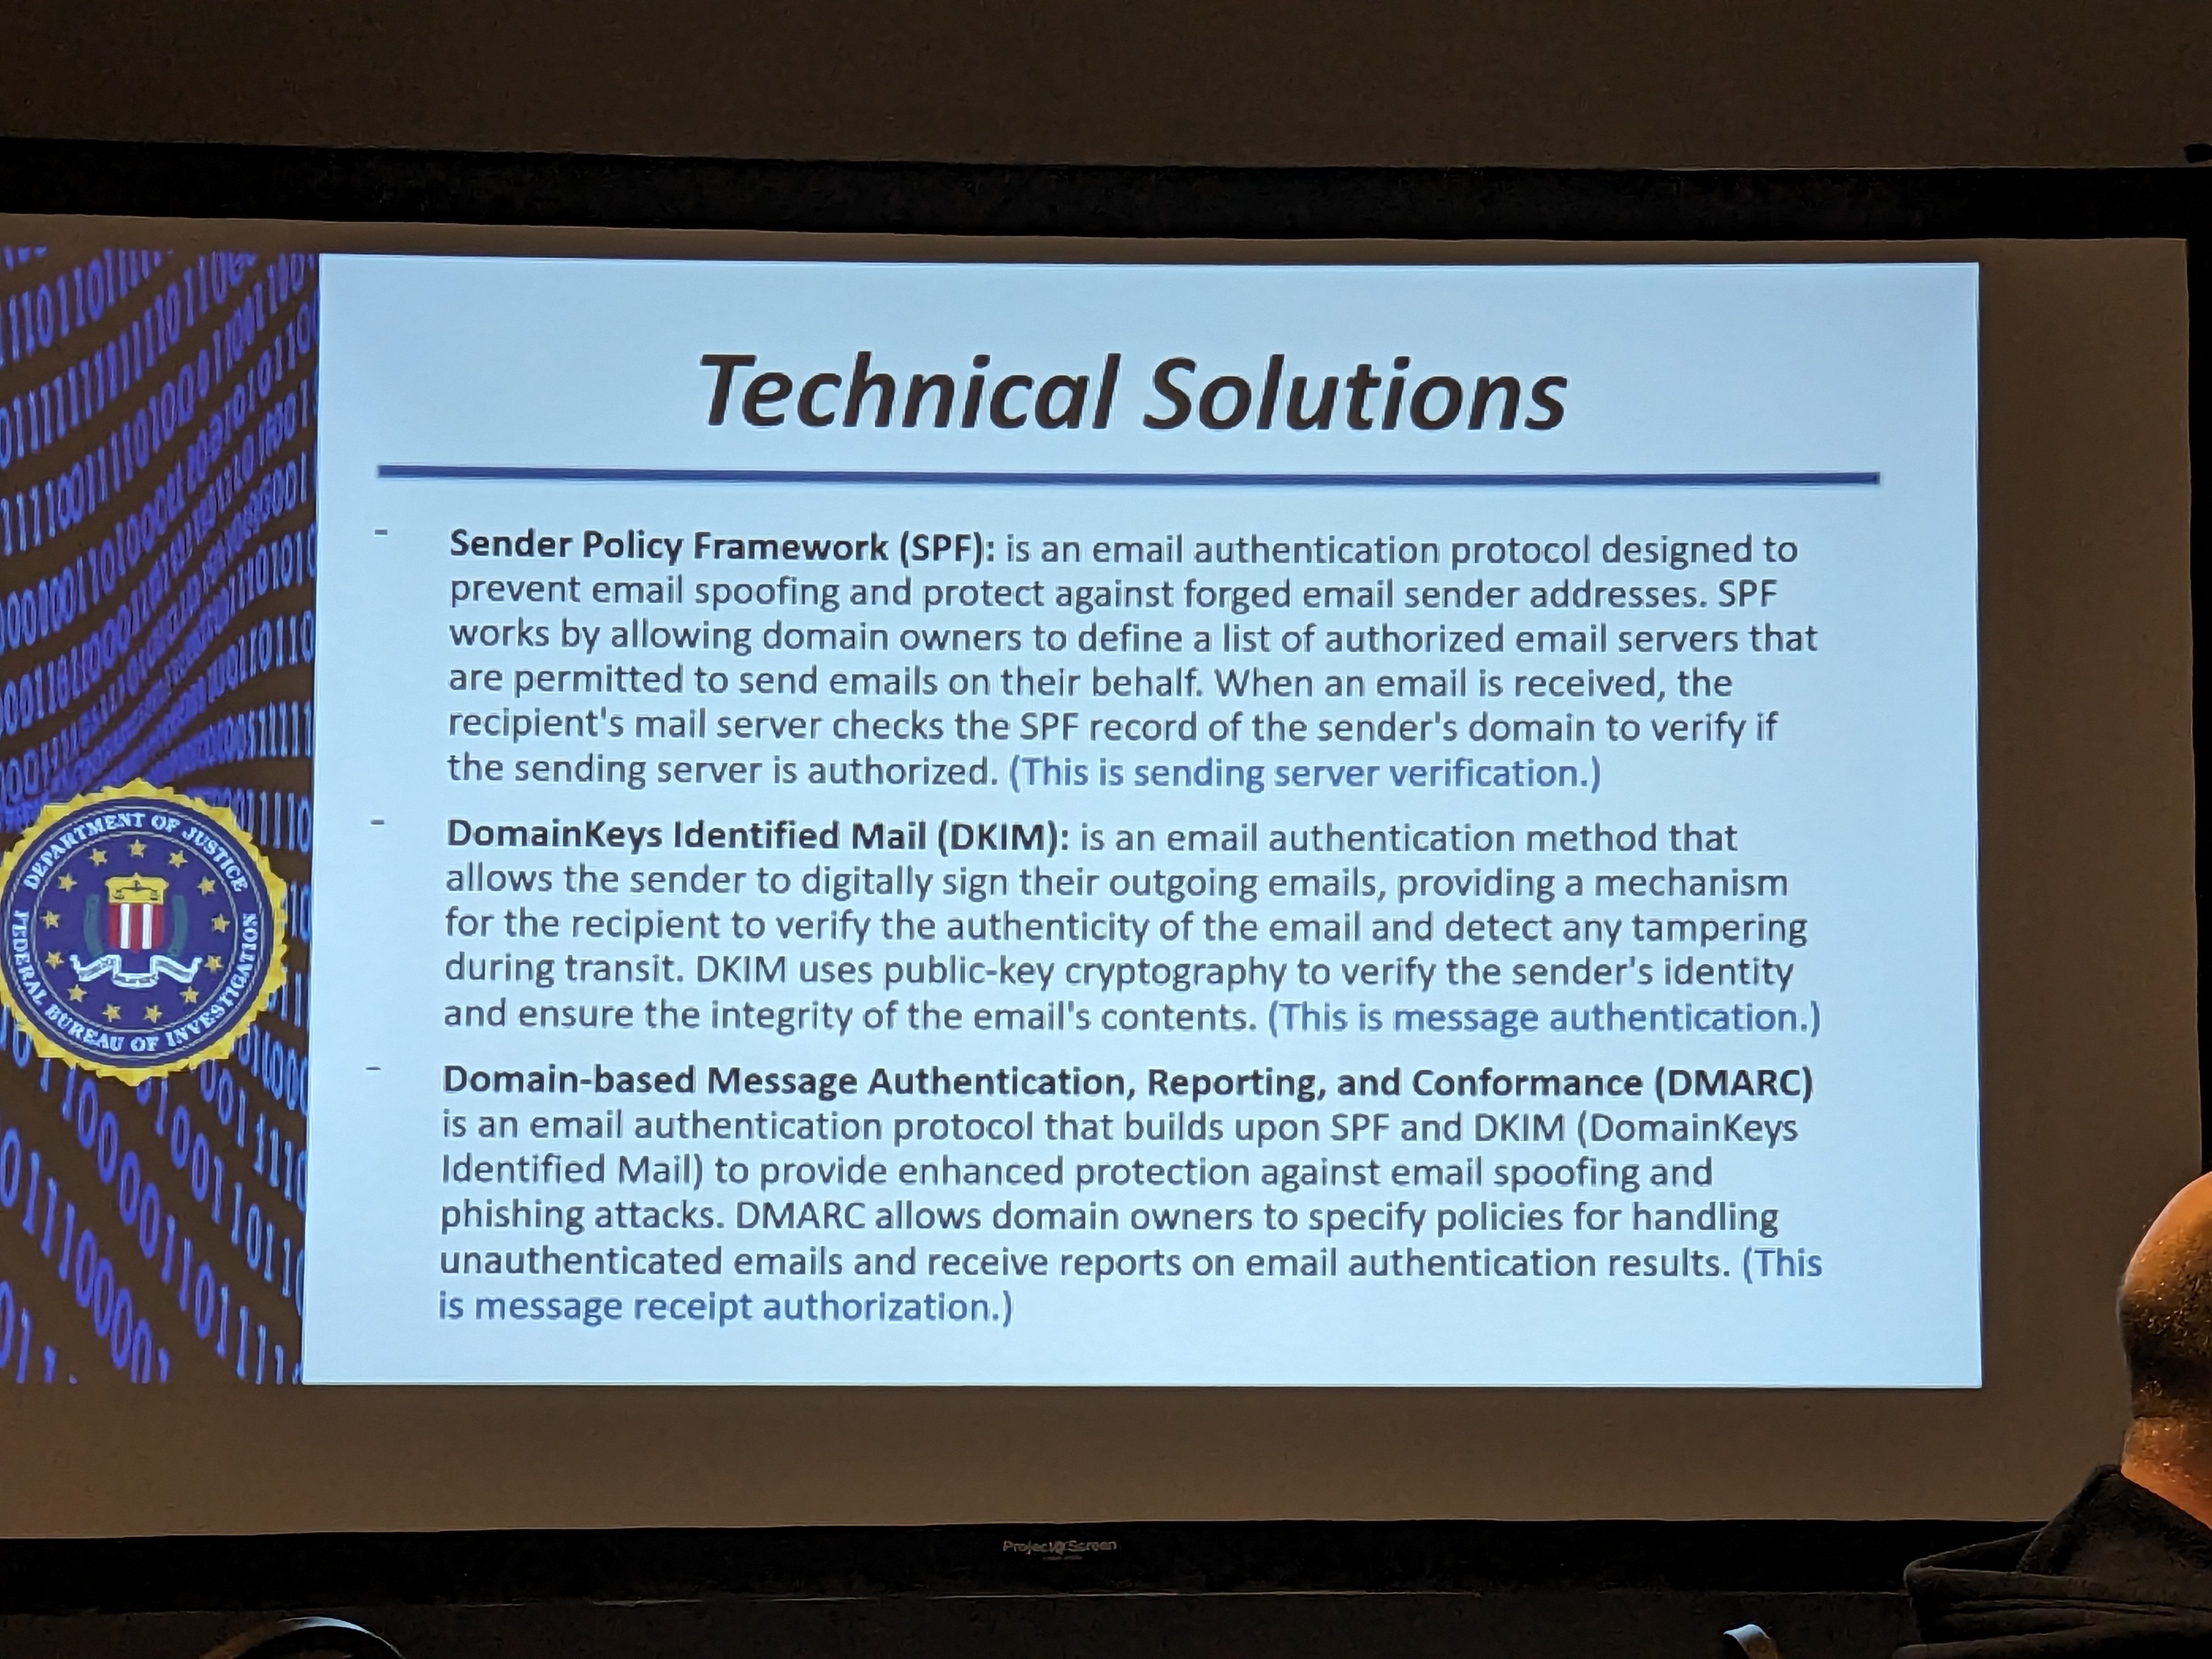 Technical Solutions
- Sender Policy Framework (SPF): is an email authentication protocol designed to
prevent email spoofing and protect against forged email sender addresses. SPF
works by allowing domain owners to define a list of authorized email servers that
are permitted to send emails on their behalf. When an email is received, the
recipient's mail server checks the SPF record of the sender's domain to verify if
the sending server is authorized. (This is sending server verification.)
- DomainKeys Identified Mail (DKIM): is an email authentication method that
allows the sender to digitally sign their outgoing emails, providing a mechanism
for the recipient to verify the authenticity of the email and detect any tampering
during transit. DKIM uses public-key cryptography to verify the sender's identity
and ensure the integrity of the email's contents. (This is message authentication.)
- Domain-based Message Authentication, Reporting, and Conformance (DMARC)
is an email authentication protocol that builds upon SPF and DKIM (DomainKeys
Identified Mail) to provide enhanced protection against email spoofing and
phishing attacks. DMARC allows domain owners to specify policies for handling
unauthenticated emails and receive reports on email authentication results. (This
is message receipt authorization.)
DEPARTMENT OF JUSTICE
FEDERAL BUREAU OF INVESTIGATION
Project@Screen